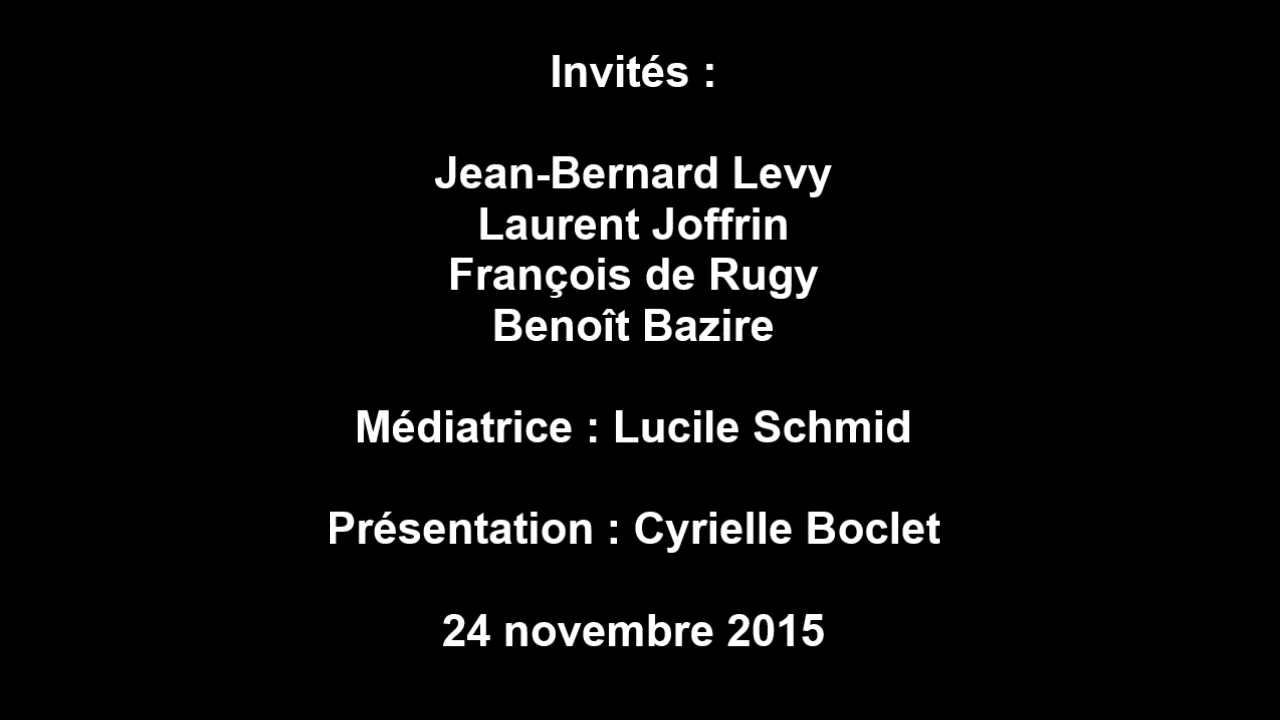 Invités :
Jean-Bernard Levy
Laurent Joffrin
François de Rugy
Benoît Bazire
Médiatrice : Lucile Schmid
Présentation : Cyrielle Boclet
24 novembre 2015